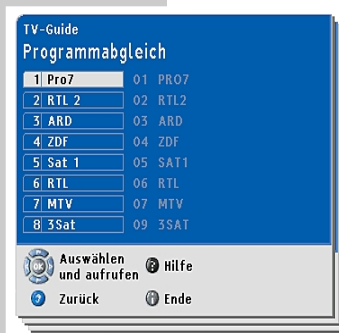 TV-Guide
Programmabgleich
1 Pro7 01 PRO7
2 RTL 2 02 RTL2
3 ARD 03 ARD
4 ZDF 04 ZDF
5 Sat 1 05 SAT1
6 RTL 06 RTL
7 MTV 07 MTV
8 3Sat 09 3SAT
OK Auswählen und aufrufen
? Hilfe
Zurück
Ende